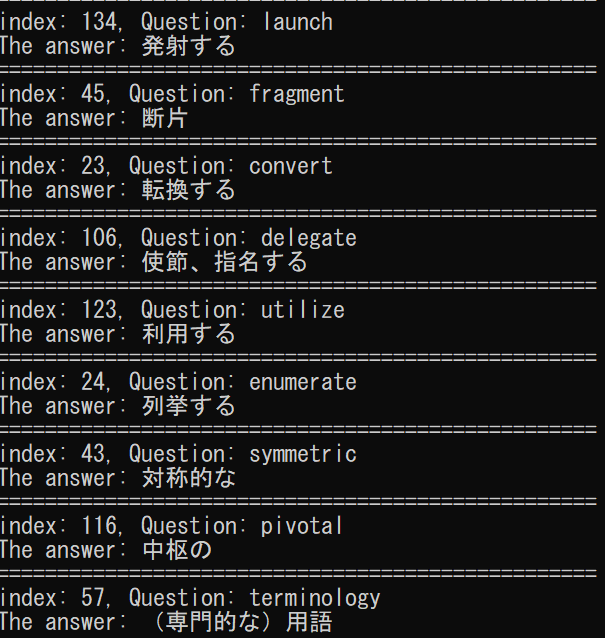 ==================================================
index: 134, Question: launch
The answer: 発射する
==================================================
index: 45, Question: fragment
The answer: 断片
==================================================
index: 23, Question: convert
The answer: 転換する
==================================================
index: 106, Question: delegate
The answer: 使節、指名する
==================================================
index: 123, Question: utilize
The answer: 利用する
==================================================
index: 24, Question: enumerate
The answer: 列挙する
==================================================
index: 43, Question: symmetric
The answer: 対称的な
==================================================
index: 116, Question: pivotal
The answer: 中枢の
==================================================
index: 57, Question: terminology
The answer: （専門的な）用語